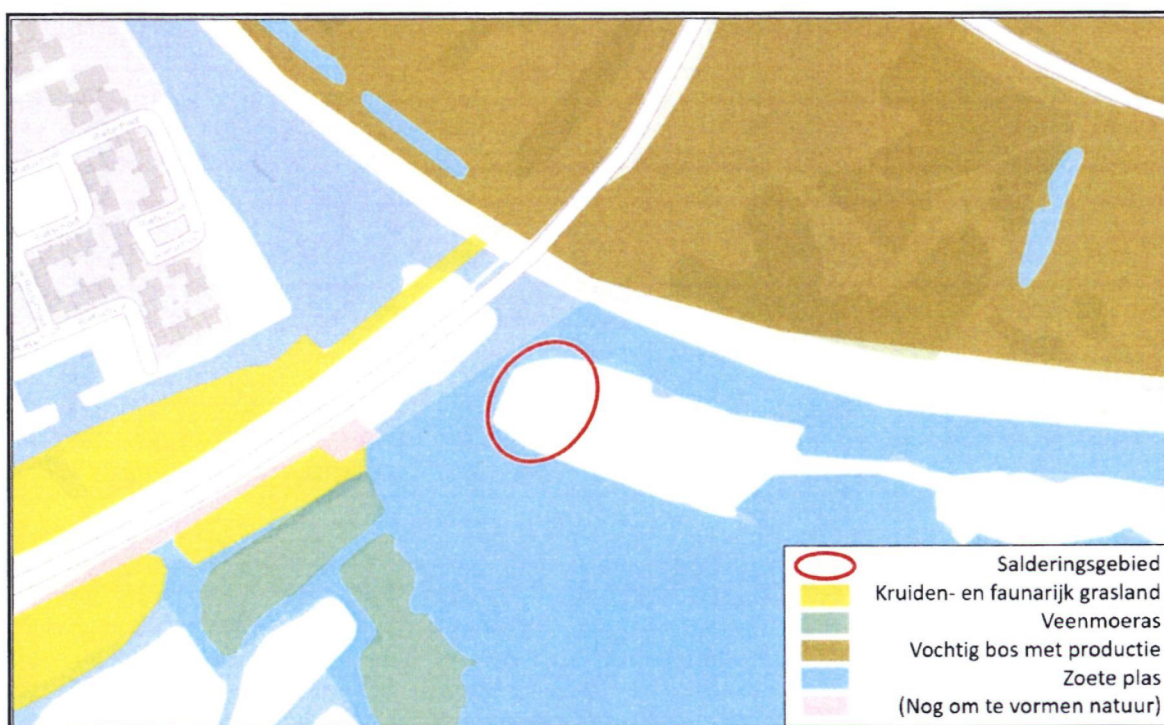 Salderingsgebied
Kruiden- en faunarijk grasland
Veenmoeras
Vochtig bos met productie
Zoete plas
(Nog om te vormen natuur)